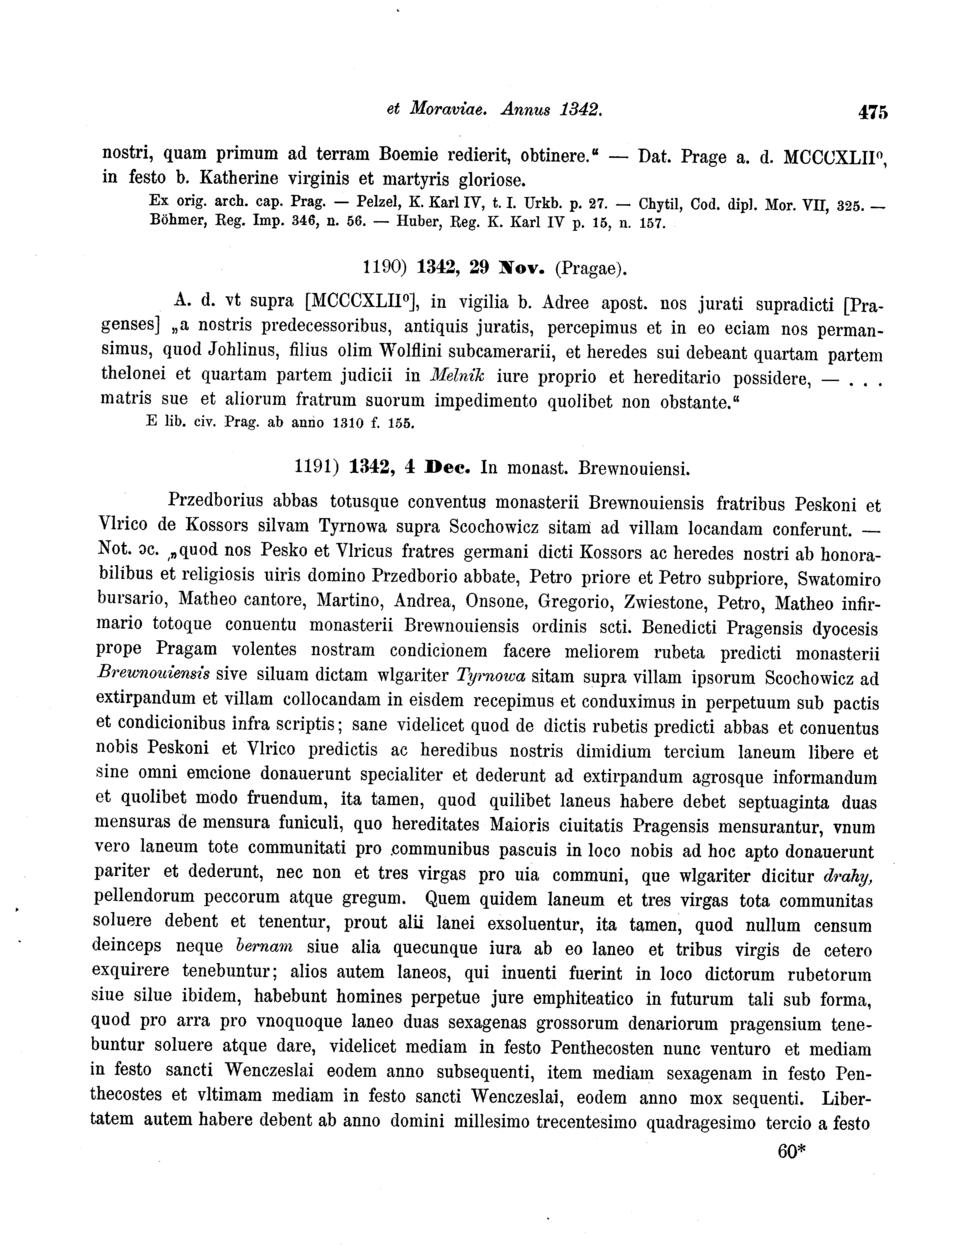 et Moraviae. Annus 1342. 475
nostri, quam primum ad terram Boemie redierit, obtinere.“ — Dat. Prage a. d. MCCCXLIIº,
in festo b. Katherine virginis et martyris gloriose.
Ex orig. arch. cap. Prag. — Pelzel, K. Karl IV, t. I. Urkb. p. 27. — Chytil, Cod. dipl. Mor. VII, 325. —
Böhmer, Reg. Imp. 346, n. 56. — Huber, Reg. K. Karl IV p. 15, n. 157.
1190) 1342, 29 Nov. (Pragae).
A. d. vt supra [MCCCXLIIº], in vigilia b. Adree apost. nos jurati supradicti [Pra-
genses] „a nostris predecessoribus, antiquis juratis, percepimus et in eo eciam nos perman-
simus, quod Johlinus, filius olim Wolflini subcamerarii, et heredes sui debeant quartam partem
thelonei et quartam partem judicii in Melnik iure proprio et hereditario possidere, — . . .
matris sue et aliorum fratrum suorum impedimento quolibet non obstante.“
E lib. civ. Prag. ab anno 1310 f. 155.
1191) 1342, 4 Dec. In monast. Brewnouiensi.
Przedborius abbas totusque conventus monasterii Brewnouiensis fratribus Peskoni et
Vlrico de Kossors silvam Tyrnowa supra Scochowicz sitam ad villam locandam conferunt. —
Not. ɔc. „quod nos Pesko et Vlricus fratres germani dicti Kossors ac heredes nostri ab honora-
bilibus et religiosis uiris domino Przedborio abbate, Petro priore et Petro subpriore, Swatomiro
bursario, Matheo cantore, Martino, Andrea, Onsone, Gregorio, Zwiestone, Petro, Matheo infir-
mario totoque conuentu monasterii Brewnouiensis ordinis scti. Benedicti Pragensis dyocesis
prope Pragam volentes nostram condicionem facere meliorem rubeta predicti monasterii
Brewnouiensis sive siluam dictam wlgariter Tyrnowa sitam supra villam ipsorum Scochowicz ad
extirpandum et villam collocandam in eisdem recepimus et conduximus in perpetuum sub pactis
et condicionibus infra scriptis; sane videlicet quod de dictis rubetis predicti abbas et conuentus
nobis Peskoni et Vlrico predictis ac heredibus nostris dimidium tercium laneum libere et
sine omni emcione donauerunt specialiter et dederunt ad extirpandum agrosque informandum
et quolibet modo fruendum, ita tamen, quod quilibet laneus habere debet septuaginta duas
mensuras de mensura funiculi, quo hereditates Maioris ciuitatis Pragensis mensurantur, vnum
vero laneum tote communitati pro communibus pascuis in loco nobis ad hoc apto donauerunt
pariter et dederunt, nec non et tres virgas pro uia communi, que wlgariter dicitur drahy,
pellendorum peccorum atque gregum. Quem quidem laneum et tres virgas tota communitas
soluere debent et tenentur, prout alii lanei exsoluentur, ita tamen, quod nullum censum
deinceps neque bernam siue alia quecunque iura ab eo laneo et tribus virgis de cetero
exquirere tenebuntur; alios autem laneos, qui inuenti fuerint in loco dictorum rubetorum
siue silue ibidem, habebunt homines perpetue jure emphiteatico in futurum tali sub forma,
quod pro arra pro vnoquoque laneo duas sexagenas grossorum denariorum pragensium tene-
buntur soluere atque dare, videlicet mediam in festo Penthecosten nunc venturo et mediam
in festo sancti Wenczeslai eodem anno subsequenti, item mediam sexagenam in festo Pen-
thecostes et vltimam mediam in festo sancti Wenczeslai, eodem anno mox sequenti. Liber-
tatem autem habere debent ab anno domini millesimo trecentesimo quadragesimo tercio a festo
60*